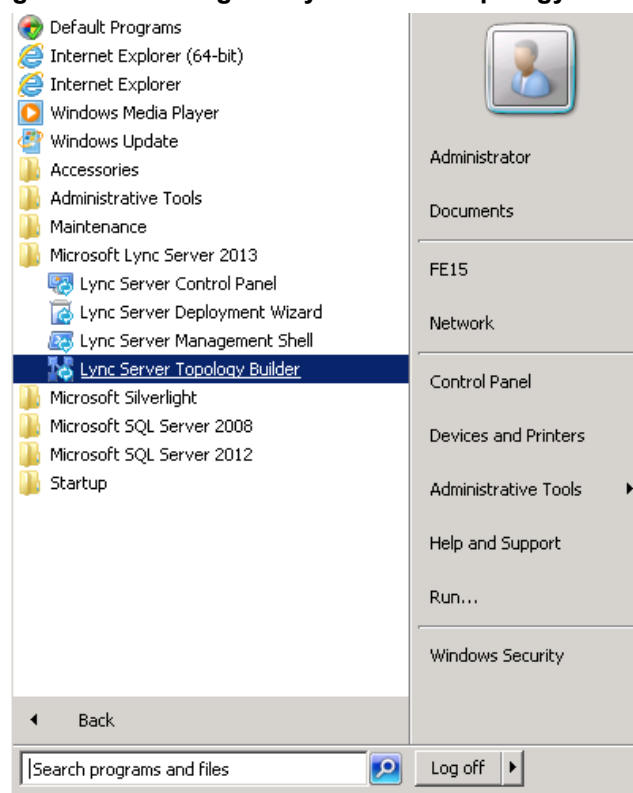 Default Programs
Internet Explorer (64-bit)
Internet Explorer
Windows Media Player
Windows Update
Accessories
Administrative Tools
Maintenance
Microsoft Lync Server 2013
Lync Server Control Panel
Lync Server Deployment Wizard
Lync Server Management Shell
Lync Server Topology Builder
Microsoft Silverlight
Microsoft SQL Server 2008
Microsoft SQL Server 2012
Startup
Back
Search programs and files
Administrator
Documents
FE15
Network
Control Panel
Devices and Printers
Administrative Tools
Help and Support
Run...
Windows Security
Log off